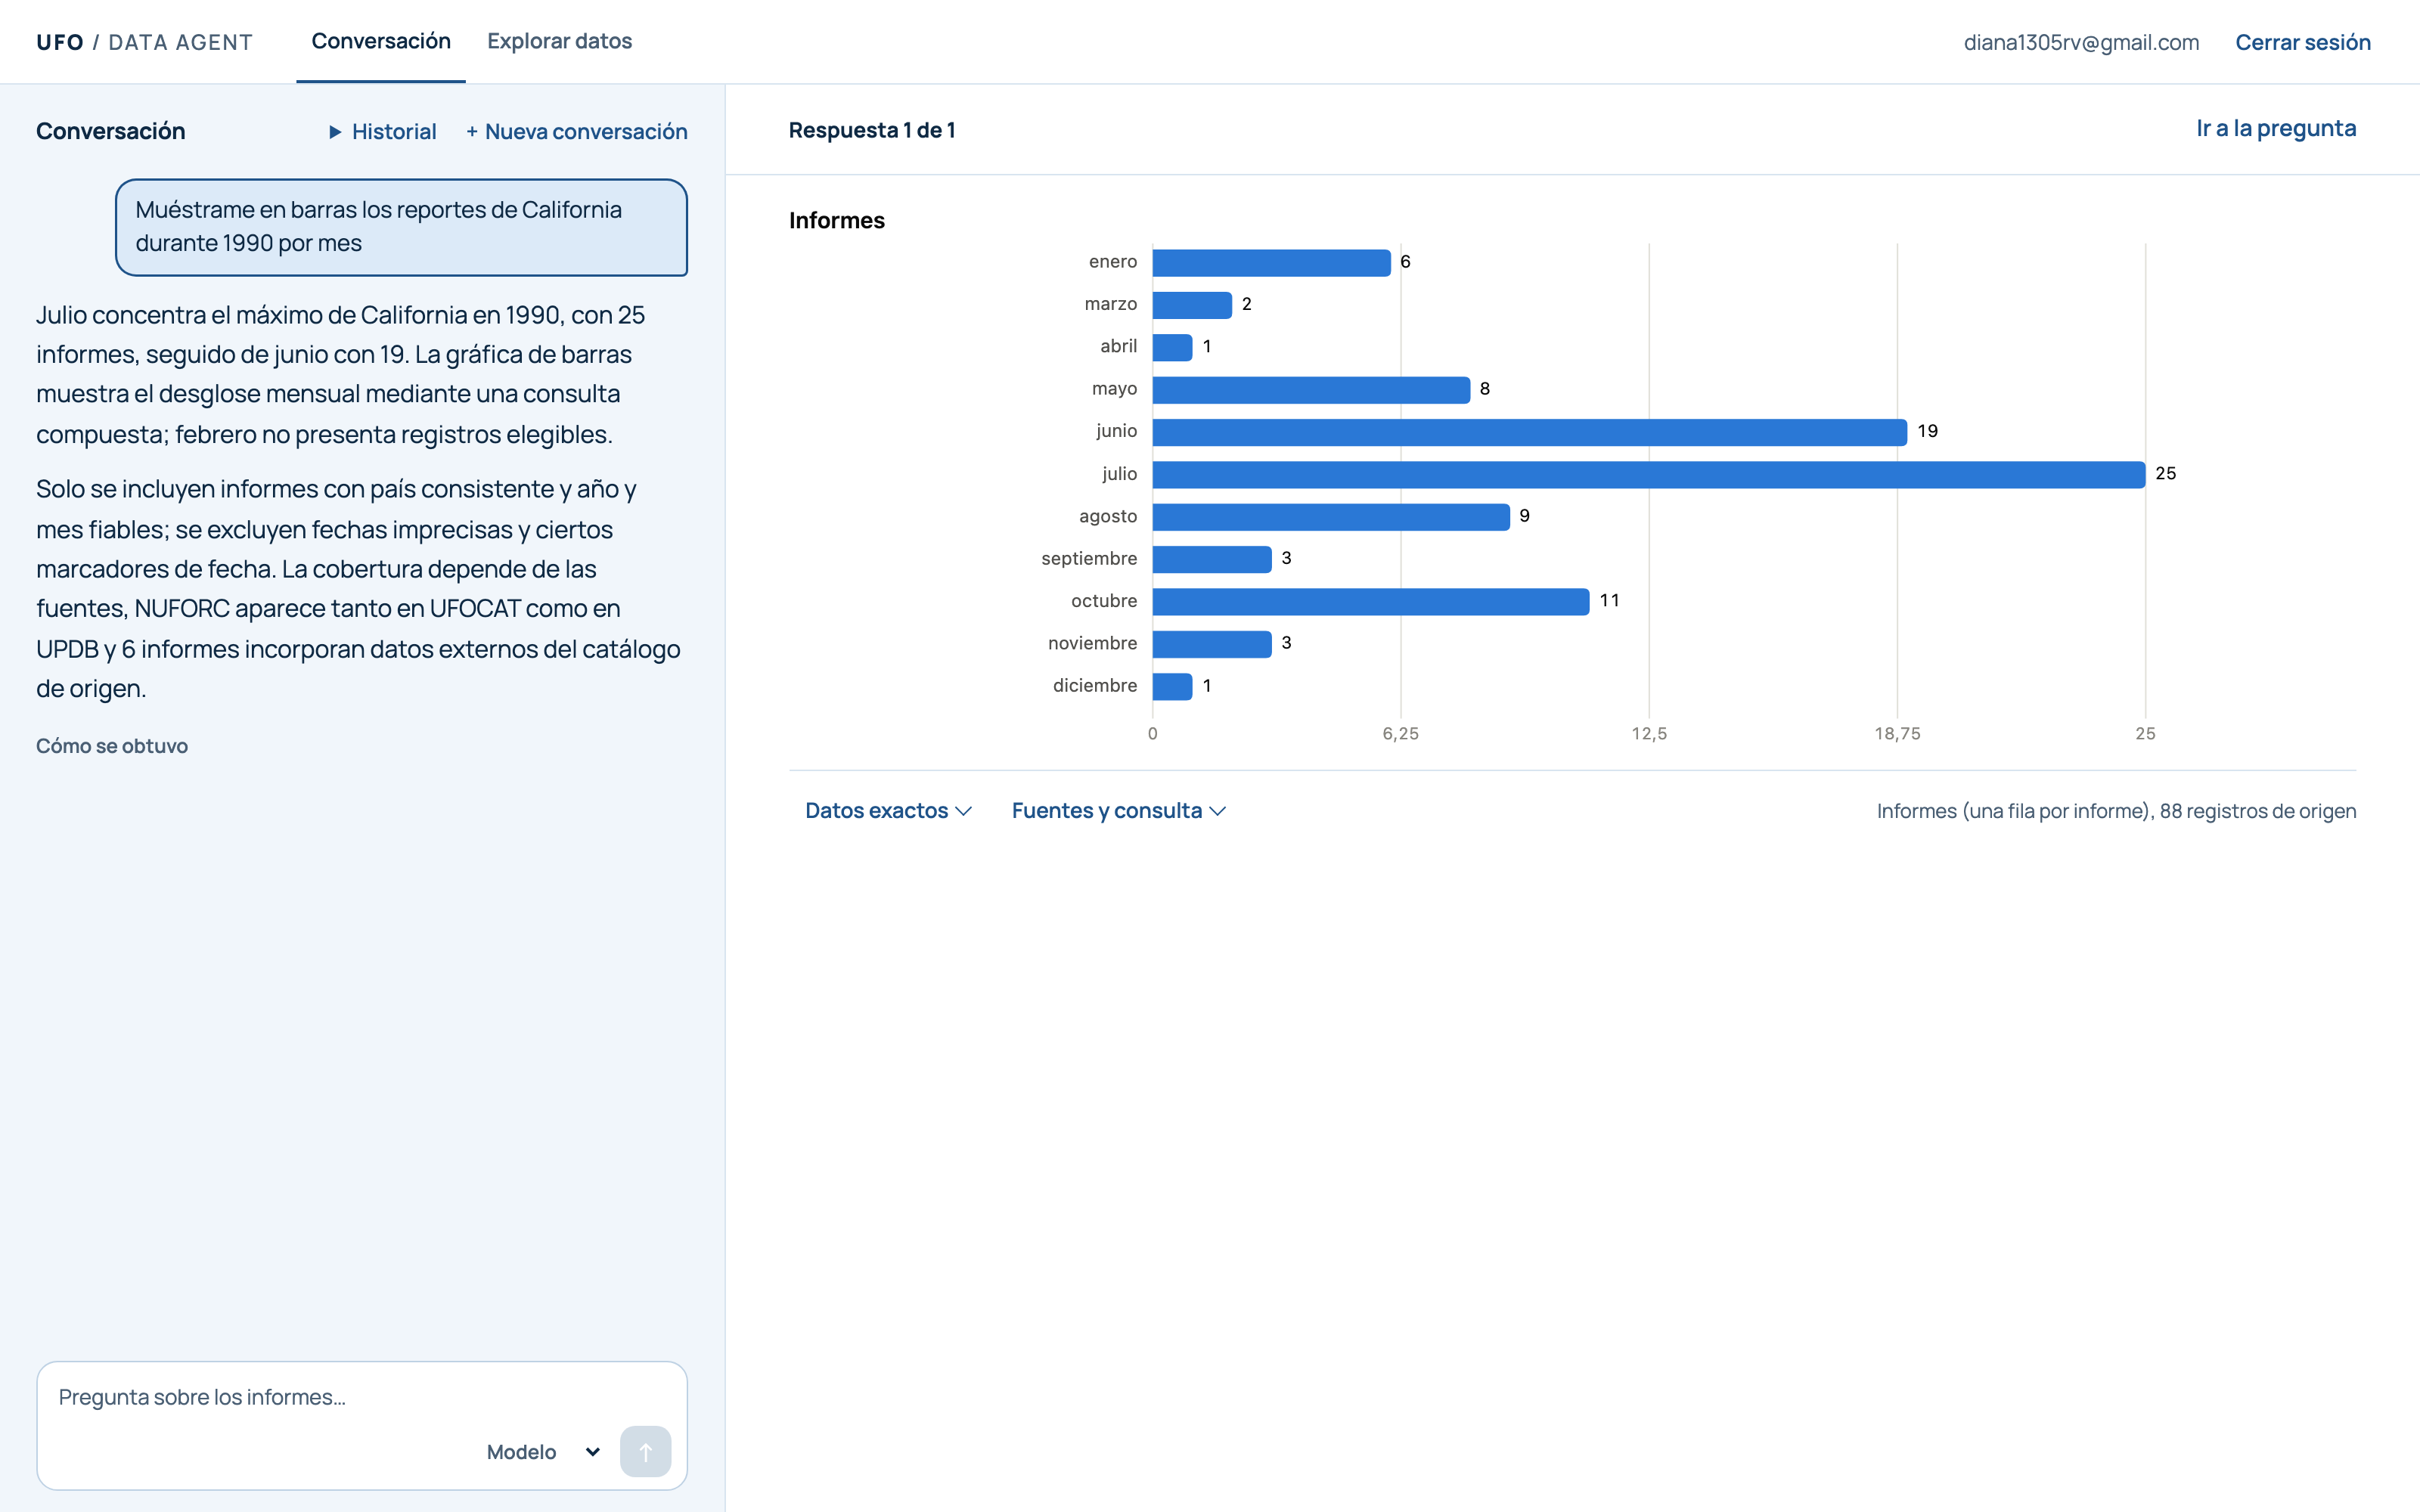 UFO / DATA AGENT
Conversación
Explorar datos
diana1305rv@gmail.com
Cerrar sesión
Conversación
Historial
+ Nueva conversación
Muéstrame en barras los reportes de California
durante 1990 por mes
Julio concentra el máximo de California en 1990, con 25
informes, seguido de junio con 19. La gráfica de barras
muestra el desglose mensual mediante una consulta
compuesta; febrero no presenta registros elegibles.
Solo se incluyen informes con país consistente y año y
mes fiables; se excluyen fechas imprecisas y ciertos
marcadores de fecha. La cobertura depende de las
fuentes, NUFORC aparece tanto en UFOCAT como en
UPDB y 6 informes incorporan datos externos del catálogo
de origen.
Cómo se obtuvo
Pregunta sobre los informes…
Modelo
Respuesta 1 de 1
Ir a la pregunta
Informes
enero 6
marzo 2
abril 1
mayo 8
junio 19
julio 25
agosto 9
septiembre 3
octubre 11
noviembre 3
diciembre 1
0 6,25 12,5 18,75 25
Datos exactos
Fuentes y consulta
Informes (una fila por informe), 88 registros de origen